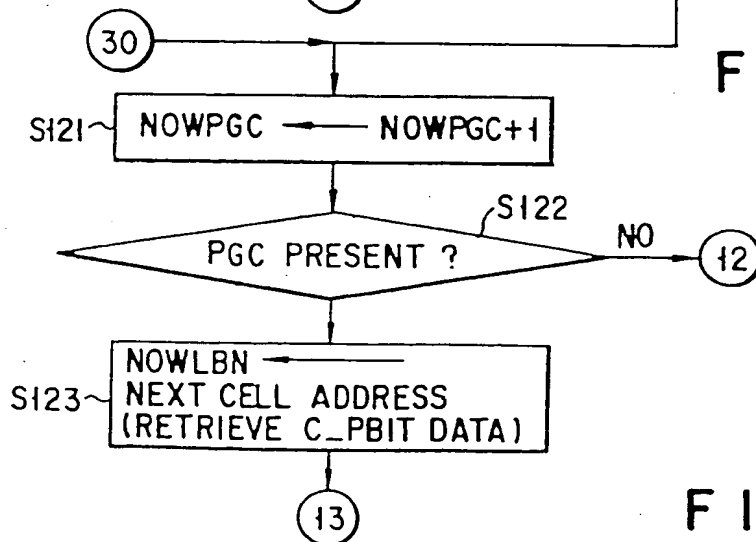 30
F
S121
NOWPGC ← NOWPGC+1
S122
PGC PRESENT ?
NO
12
S123
NOWLBN ←
NEXT CELL ADDRESS
(RETRIEVE C_PBIT DATA)
13
F I